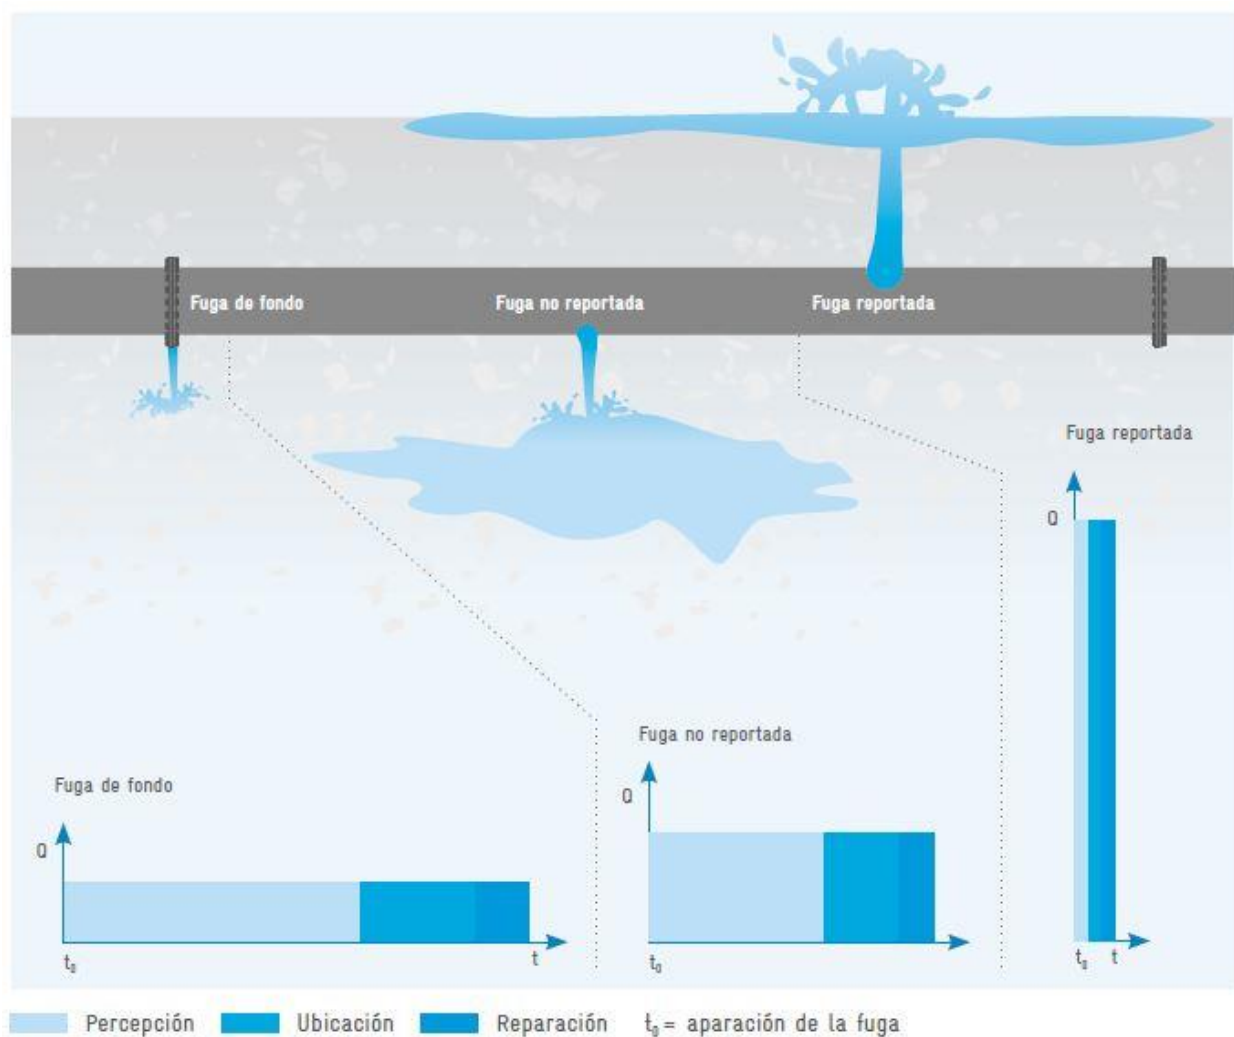 Fuga de fondo
Fuga no reportada
Fuga reportada
Fuga reportada
Q
t₀ t
Fuga no reportada
Q
t₀
Fuga de fondo
Q
t₀ t
Percepción Ubicación Reparación t₀ = aparación de la fuga